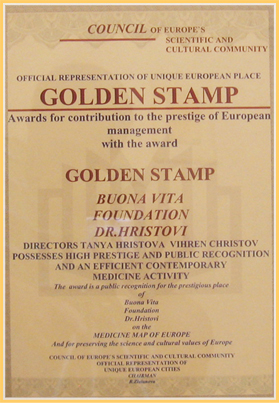 COUNCIL OF EUROPE'S
SCIENTIFIC AND
CULTURAL COMMUNITY
OFFICIAL REPRESENTATION OF UNIQUE EUROPEAN PLACE
GOLDEN STAMP
Awards for contribution to the prestige of European
management
with the award
GOLDEN STAMP
BUONA VITA
FOUNDATION
DR.HRISTOVI
DIRECTORS TANYA HRISTOVA VIHREN CHRISTOV
POSSESSES HIGH PRESTIGE AND PUBLIC RECOGNITION
AND AN EFFICIENT CONTEMPORARY
MEDICINE ACTIVITY
The award is a public recognition for the prestigious place
of
Buona Vita
Foundation
Dr.Hristovi
on the
MEDICINE MAP OF EUROPE
And for preserving the science and cultural values of Europe
COUNCIL OF EUROPE'S SCIENTIFIC AND CULTURAL COMMUNITY
OFFICIAL REPRESENTATION OF
UNIQUE EUROPEAN CITIES
CHAIRMAN